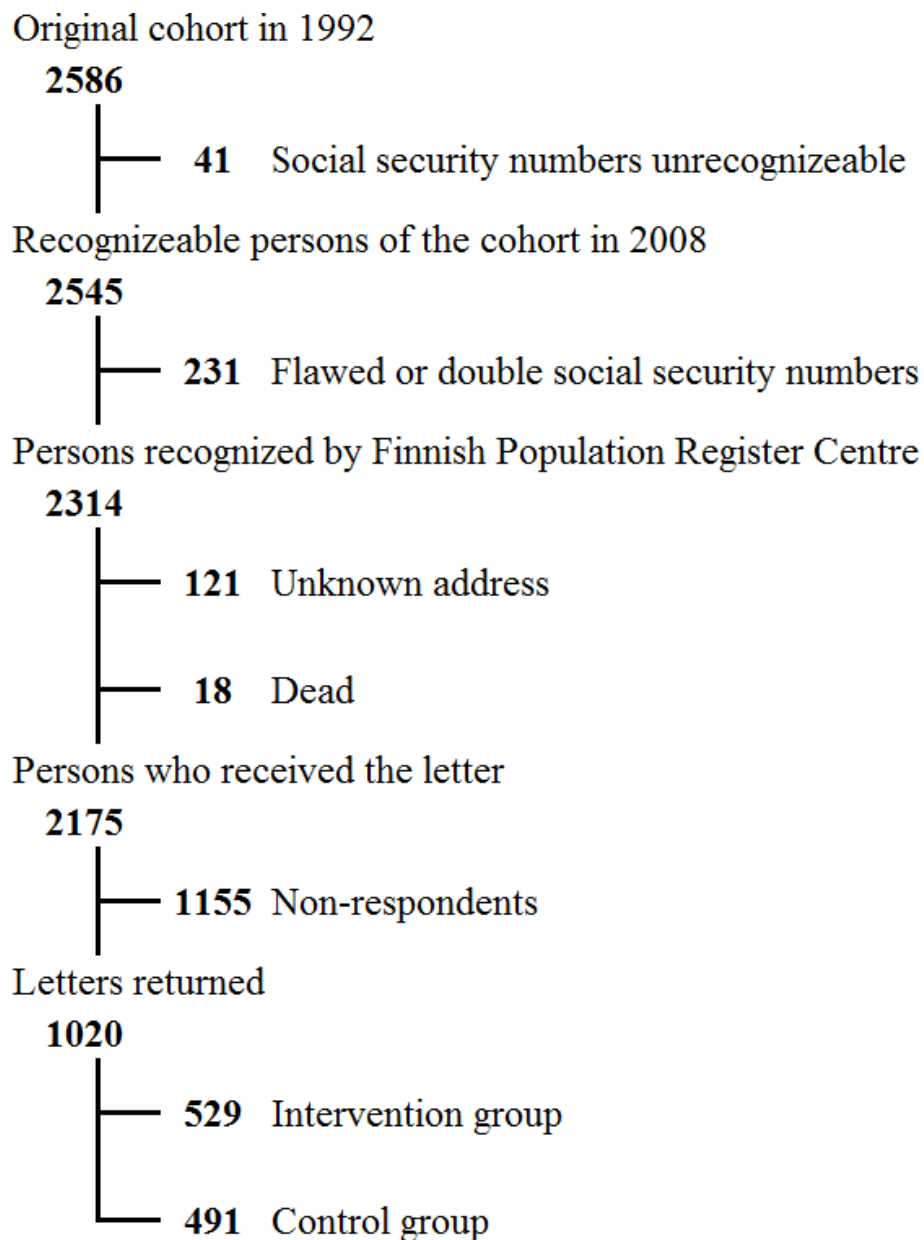 Original cohort in 1992
2586
41 Social security numbers unrecognizeable
Recognizeable persons of the cohort in 2008
2545
231 Flawed or double social security numbers
Persons recognized by Finnish Population Register Centre
2314
121 Unknown address
18 Dead
Persons who received the letter
2175
1155 Non-respondents
Letters returned
1020
529 Intervention group
491 Control group